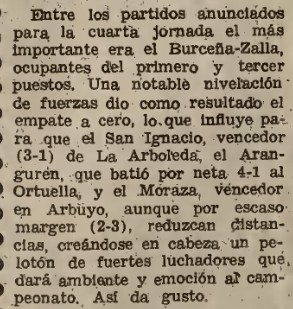 Entre los partidos anunciados
para la cuarta jornada el más
importante era el Burceña-Zalla,
ocupantes del primero y tercer
puestos. Una notable nivelación
de fuerzas dio como resultado el
empate a cero, lo que influye pa-
ra que el San Ignacio, vencedor
(3-1) de La Arboleda, el Aran-
gurén, que batió por neta 4-1 al
Ortuella, y el Moraza, vencedor
en Arbuyo, aunque por escaso
margen (2-3), reduzcan distan-
cias, creándose en cabeza un pe-
lotón de fuertes luchadores que
dará ambiente y emoción al cam-
peonato. Así da gusto.